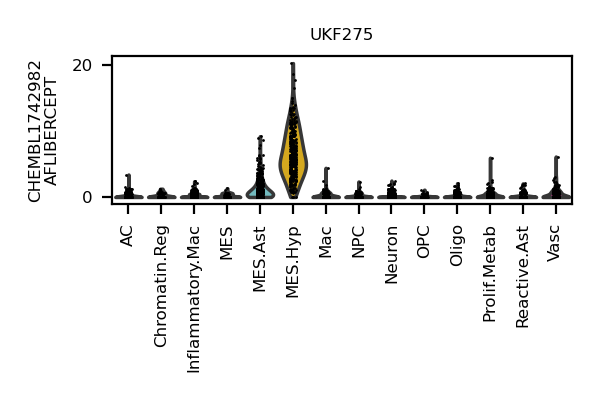 UKF275
CHEMBL1742982
AFLIBERCEPT
20
0
AC
Chromatin.Reg
Inflammatory.Mac
MES
MES.Ast
MES.Hyp
Mac
NPC
Neuron
OPC
Oligo
Prolif.Metab
Reactive.Ast
Vasc